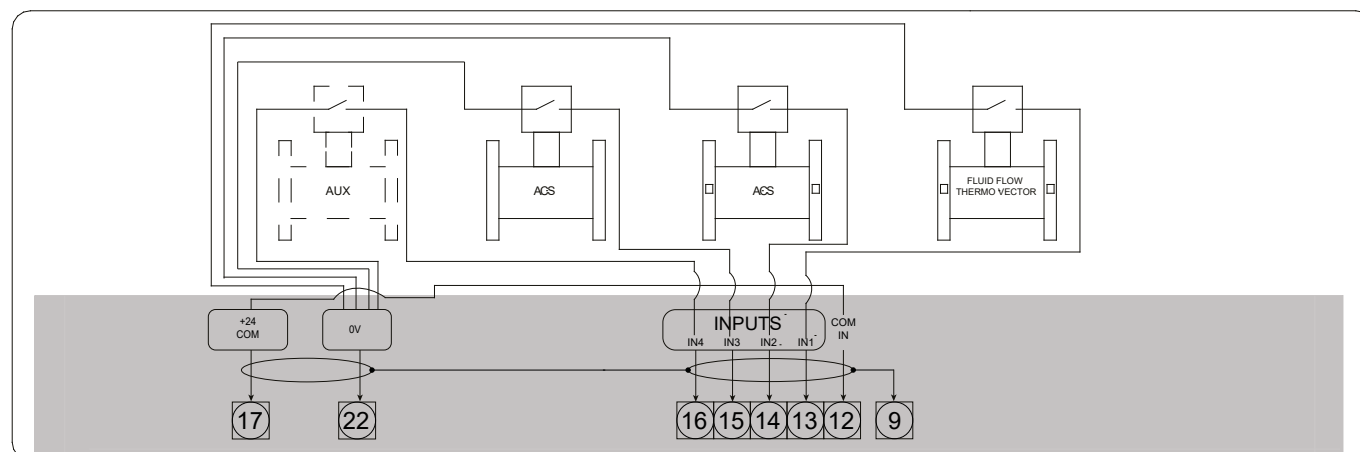 AUX
ACS
ACS
FLUID FLOW
THERMO VECTOR
+24
COM
0V
INPUTS
COM
IN
IN4
IN3
IN2
IN1
17
22
16
15
14
13
12
9